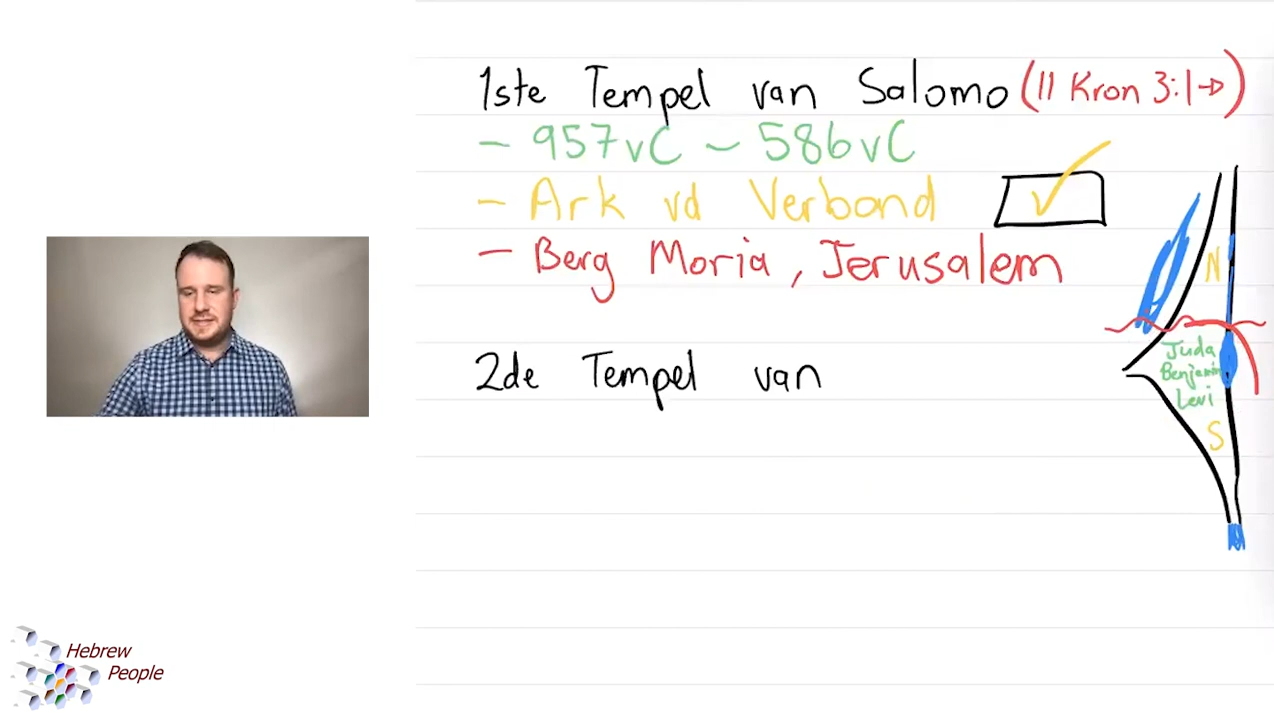 1ste Tempel van Salomo (II Kron 3:1→)
- 957vC - 586vC
- Ark vd Verbond
- Berg Moria, Jerusalem
2de Tempel van
N
Juda
Benjamin
Levi
S
Hebrew
People